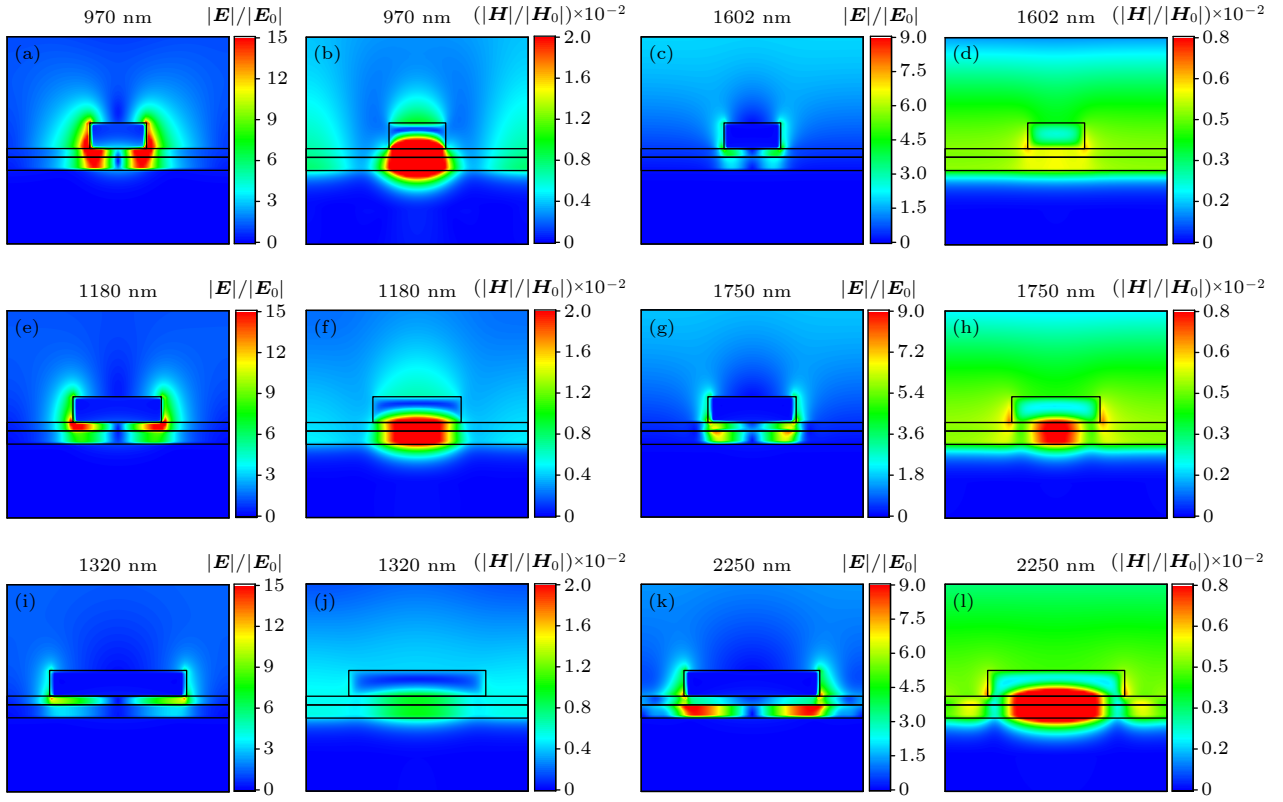 970 nm
|E|/|E₀|
(a)
15
12
9
6
3
0
970 nm
(|H|/|H₀|)×10⁻²
(b)
2.0
1.6
1.2
0.8
0.4
0
1602 nm
|E|/|E₀|
(c)
9.0
7.5
6.0
4.5
3.0
1.5
0
1602 nm
(|H|/|H₀|)×10⁻²
(d)
0.8
0.6
0.5
0.3
0.2
0
1180 nm
|E|/|E₀|
(e)
15
12
9
6
3
0
1180 nm
(|H|/|H₀|)×10⁻²
(f)
2.0
1.6
1.2
0.8
0.4
0
1750 nm
|E|/|E₀|
(g)
9.0
7.2
5.4
3.6
1.8
0
1750 nm
(|H|/|H₀|)×10⁻²
(h)
0.8
0.6
0.5
0.3
0.2
0
1320 nm
|E|/|E₀|
(i)
15
12
9
6
3
0
1320 nm
(|H|/|H₀|)×10⁻²
(j)
2.0
1.6
1.2
0.8
0.4
0
2250 nm
|E|/|E₀|
(k)
9.0
7.5
6.0
4.5
3.0
1.5
0
2250 nm
(|H|/|H₀|)×10⁻²
(l)
0.8
0.6
0.5
0.3
0.2
0